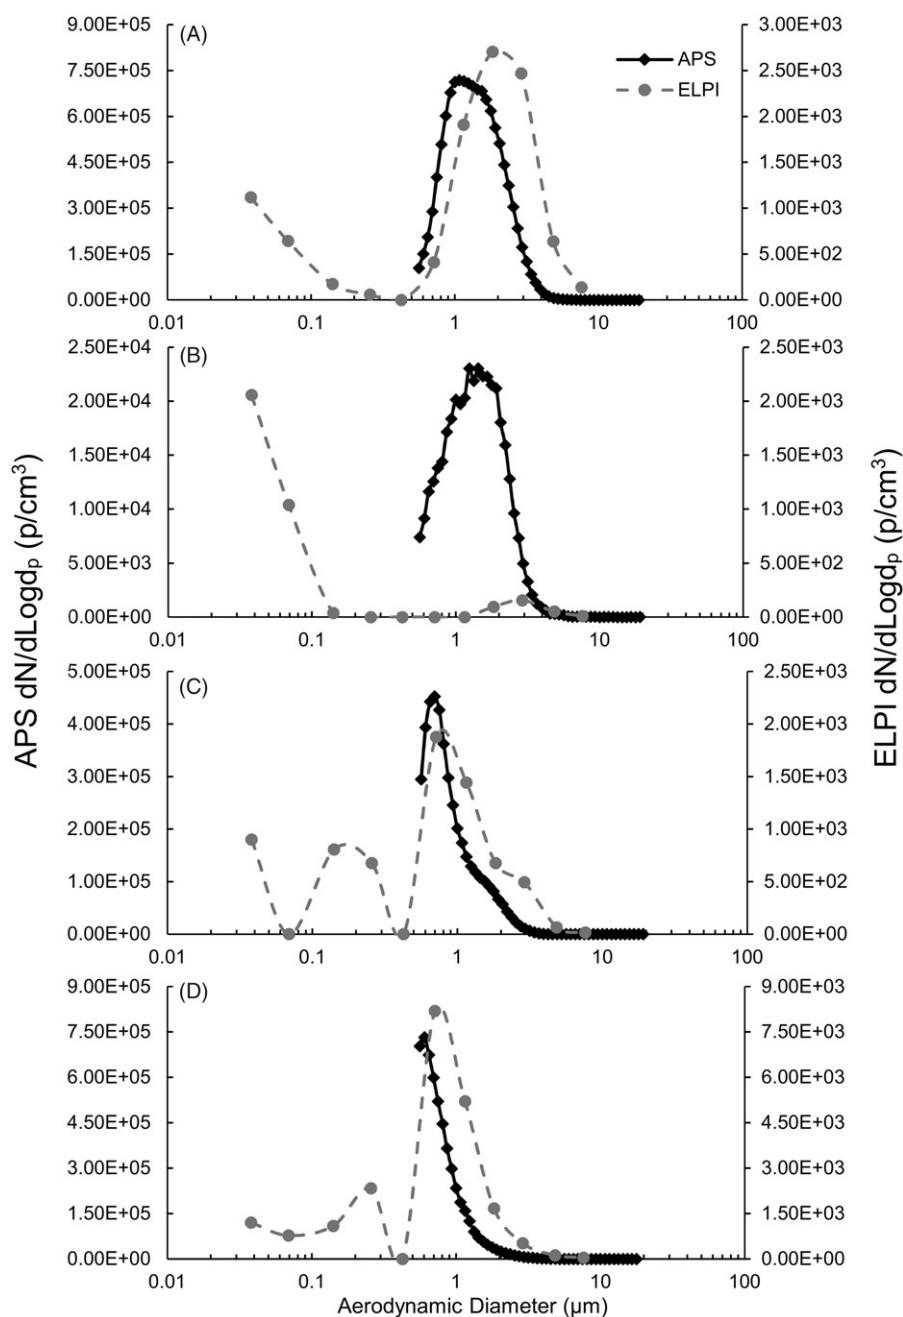 (A)
APS
ELPI
9.00E+05
7.50E+05
6.00E+05
4.50E+05
3.00E+05
1.50E+05
0.00E+00
3.00E+03
2.50E+03
2.00E+03
1.50E+03
1.00E+03
5.00E+02
0.00E+00
0.01 0.1 1 10 100
(B)
2.50E+04
2.00E+04
1.50E+04
1.00E+04
5.00E+03
0.00E+00
2.50E+03
2.00E+03
1.50E+03
1.00E+03
5.00E+02
0.00E+00
0.01 0.1 1 10 100
APS dN/dLogdp (p/cm³)
ELPI dN/dLogdp (p/cm³)
(C)
5.00E+05
4.00E+05
3.00E+05
2.00E+05
1.00E+05
0.00E+00
2.50E+03
2.00E+03
1.50E+03
1.00E+03
5.00E+02
0.00E+00
0.01 0.1 1 10 100
(D)
9.00E+05
7.50E+05
6.00E+05
4.50E+05
3.00E+05
1.50E+05
0.00E+00
9.00E+03
7.50E+03
6.00E+03
4.50E+03
3.00E+03
1.50E+03
0.00E+00
0.01 0.1 1 10 100
Aerodynamic Diameter (µm)